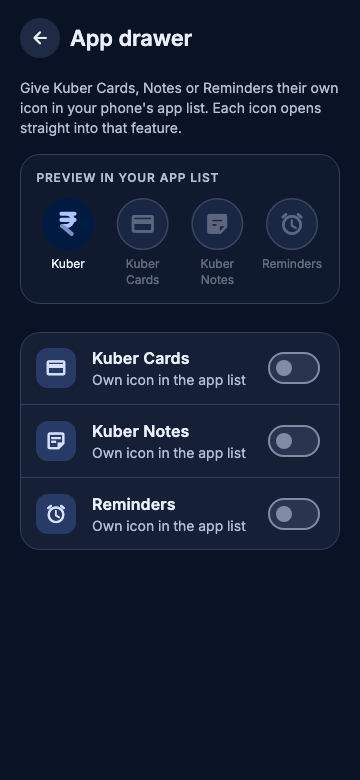 App drawer
Give Kuber Cards, Notes or Reminders their own
icon in your phone's app list. Each icon opens
straight into that feature.
PREVIEW IN YOUR APP LIST
₹
Kuber
Kuber
Cards
Kuber
Notes
Reminders
Kuber Cards
Own icon in the app list
Kuber Notes
Own icon in the app list
Reminders
Own icon in the app list